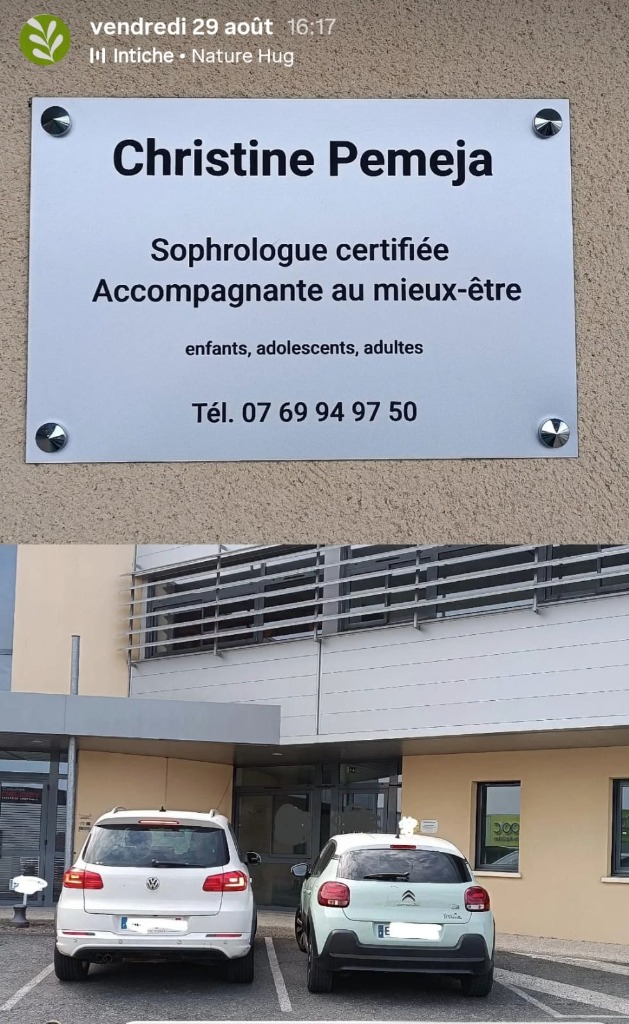 vendredi 29 août 16:17
Intiche • Nature Hug
Christine Pemeja
Sophrologue certifiée
Accompagnante au mieux-être
enfants, adolescents, adultes
Tél. 07 69 94 97 50